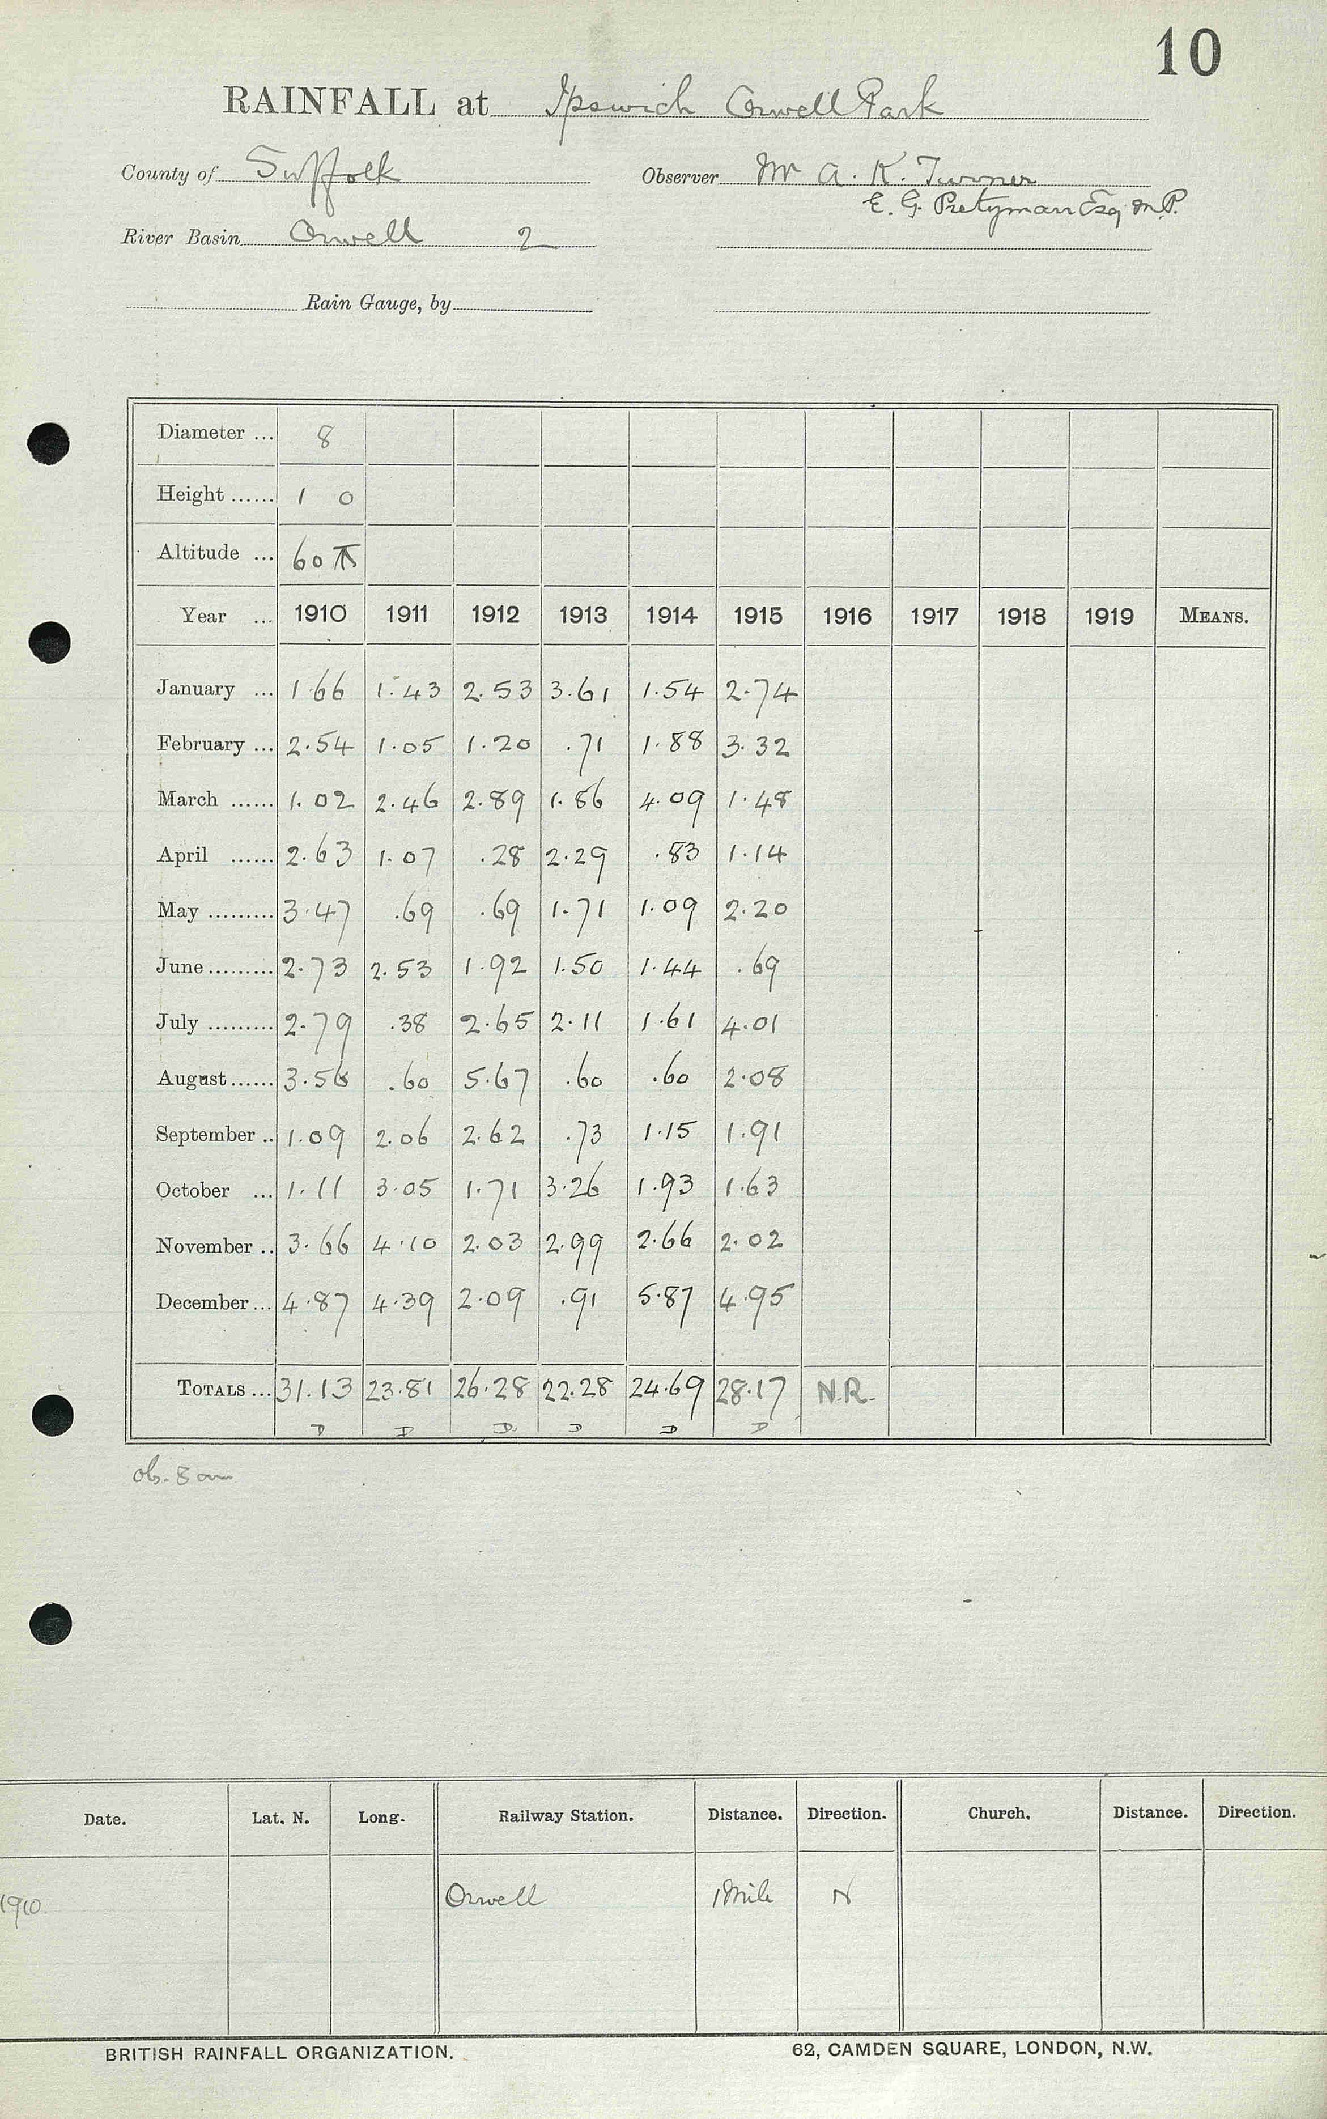 10
RAINFALL at Ipswich Orwell Park
County of Suffolk Observer Mr A. K. Turner
E. G. Pretyman Esq M.P.
River Basin Orwell 2
Rain Gauge, by
Diameter ... 8
Height ...... 1 0
Altitude ... 60
Year ... 1910 1911 1912 1913 1914 1915 1916 1917 1918 1919 MEANS.
January ... 1.66 1.43 2.53 3.61 1.54 2.74
February ... 2.54 1.05 1.20 .71 1.88 3.32
March ...... 1.02 2.46 2.89 1.86 4.09 1.48
April ...... 2.63 1.07 .28 2.29 .83 1.14
May ......... 3.47 .69 .69 1.71 1.09 2.20
June ......... 2.73 2.53 1.92 1.50 1.44 .69
July ......... 2.79 .38 2.65 2.11 1.61 4.01
August ...... 3.56 .60 5.67 .60 .60 2.08
September .. 1.09 2.06 2.62 .73 1.15 1.91
October ... 1.11 3.05 1.71 3.26 1.93 1.63
November .. 3.66 4.10 2.03 2.99 2.66 2.02
December ... 4.87 4.39 2.09 .91 5.87 4.95
TOTALS ... 31.13 23.81 26.28 22.28 24.69 28.17 N.R.
D D D D D D
ob. 8 am
Date. Lat. N. Long. Railway Station. Distance. Direction. Church. Distance. Direction.
1910 Orwell 1 Mile N
BRITISH RAINFALL ORGANIZATION. 62, CAMDEN SQUARE, LONDON, N.W.